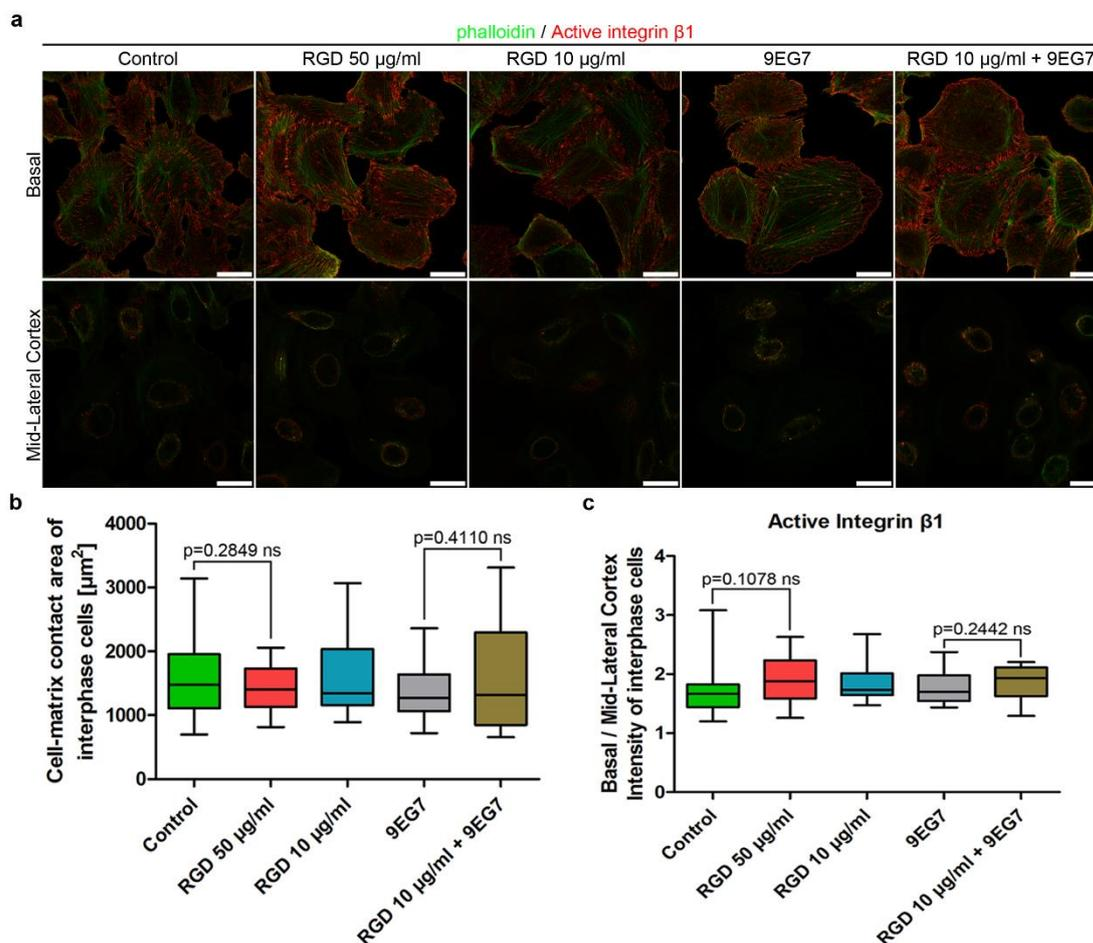 a
phalloidin / Active integrin β1
Control
RGD 50 μg/ml
RGD 10 μg/ml
9EG7
RGD 10 μg/ml + 9EG7
Basal
Mid-Lateral Cortex
b
Cell-matrix contact area of
interphase cells [μm²]
4000
3000
2000
1000
0
p=0.2849 ns
p=0.4110 ns
Control
RGD 50 μg/ml
RGD 10 μg/ml
9EG7
RGD 10 μg/ml + 9EG7
c
Active Integrin β1
Basal / Mid-Lateral Cortex
Intensity of interphase cells
4
3
2
1
0
p=0.1078 ns
p=0.2442 ns
Control
RGD 50 μg/ml
RGD 10 μg/ml
9EG7
RGD 10 μg/ml + 9EG7